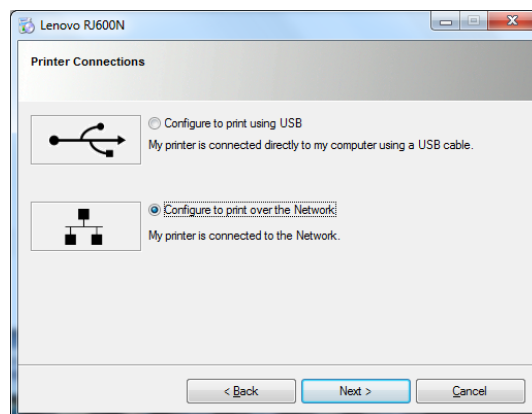 Lenovo RJ600N
Printer Connections
Configure to print using USB
My printer is connected directly to my computer using a USB cable.
Configure to print over the Network
My printer is connected to the Network.
< Back
Next >
Cancel